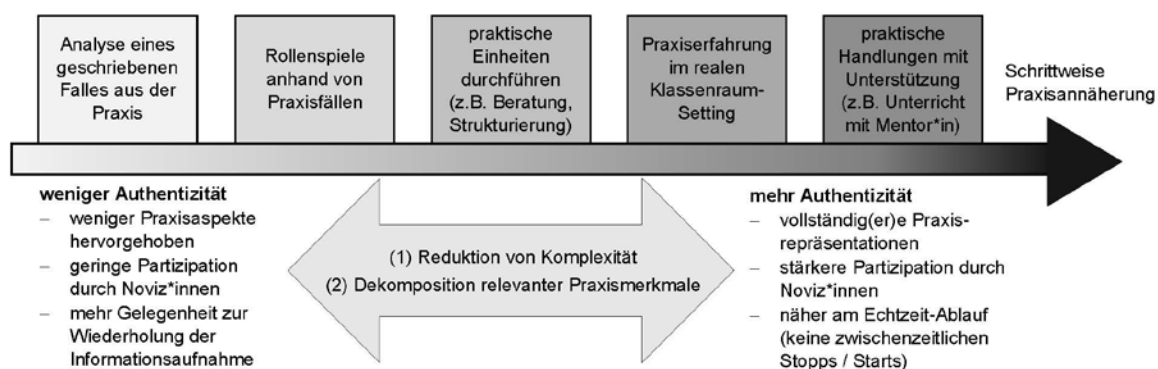 Analyse eines
geschriebenen
Falles aus der
Praxis
Rollenspiele
anhand von
Praxisfällen
praktische
Einheiten
durchführen
(z.B. Beratung,
Strukturierung)
Praxiserfahrung
im realen
Klassenraum-
Setting
praktische
Handlungen mit
Unterstützung
(z.B. Unterricht
mit Mentor*in)
Schrittweise
Praxisannäherung
weniger Authentizität
– weniger Praxisaspekte
hervorgehoben
– geringe Partizipation
durch Noviz*innen
– mehr Gelegenheit zur
Wiederholung der
Informationsaufnahme
(1) Reduktion von Komplexität
(2) Dekomposition relevanter Praxismerkmale
mehr Authentizität
– vollständig(er)e Praxis-
repräsentationen
– stärkere Partizipation durch
Noviz*innen
– näher am Echtzeit-Ablauf
(keine zwischenzeitlichen
Stopps / Starts)